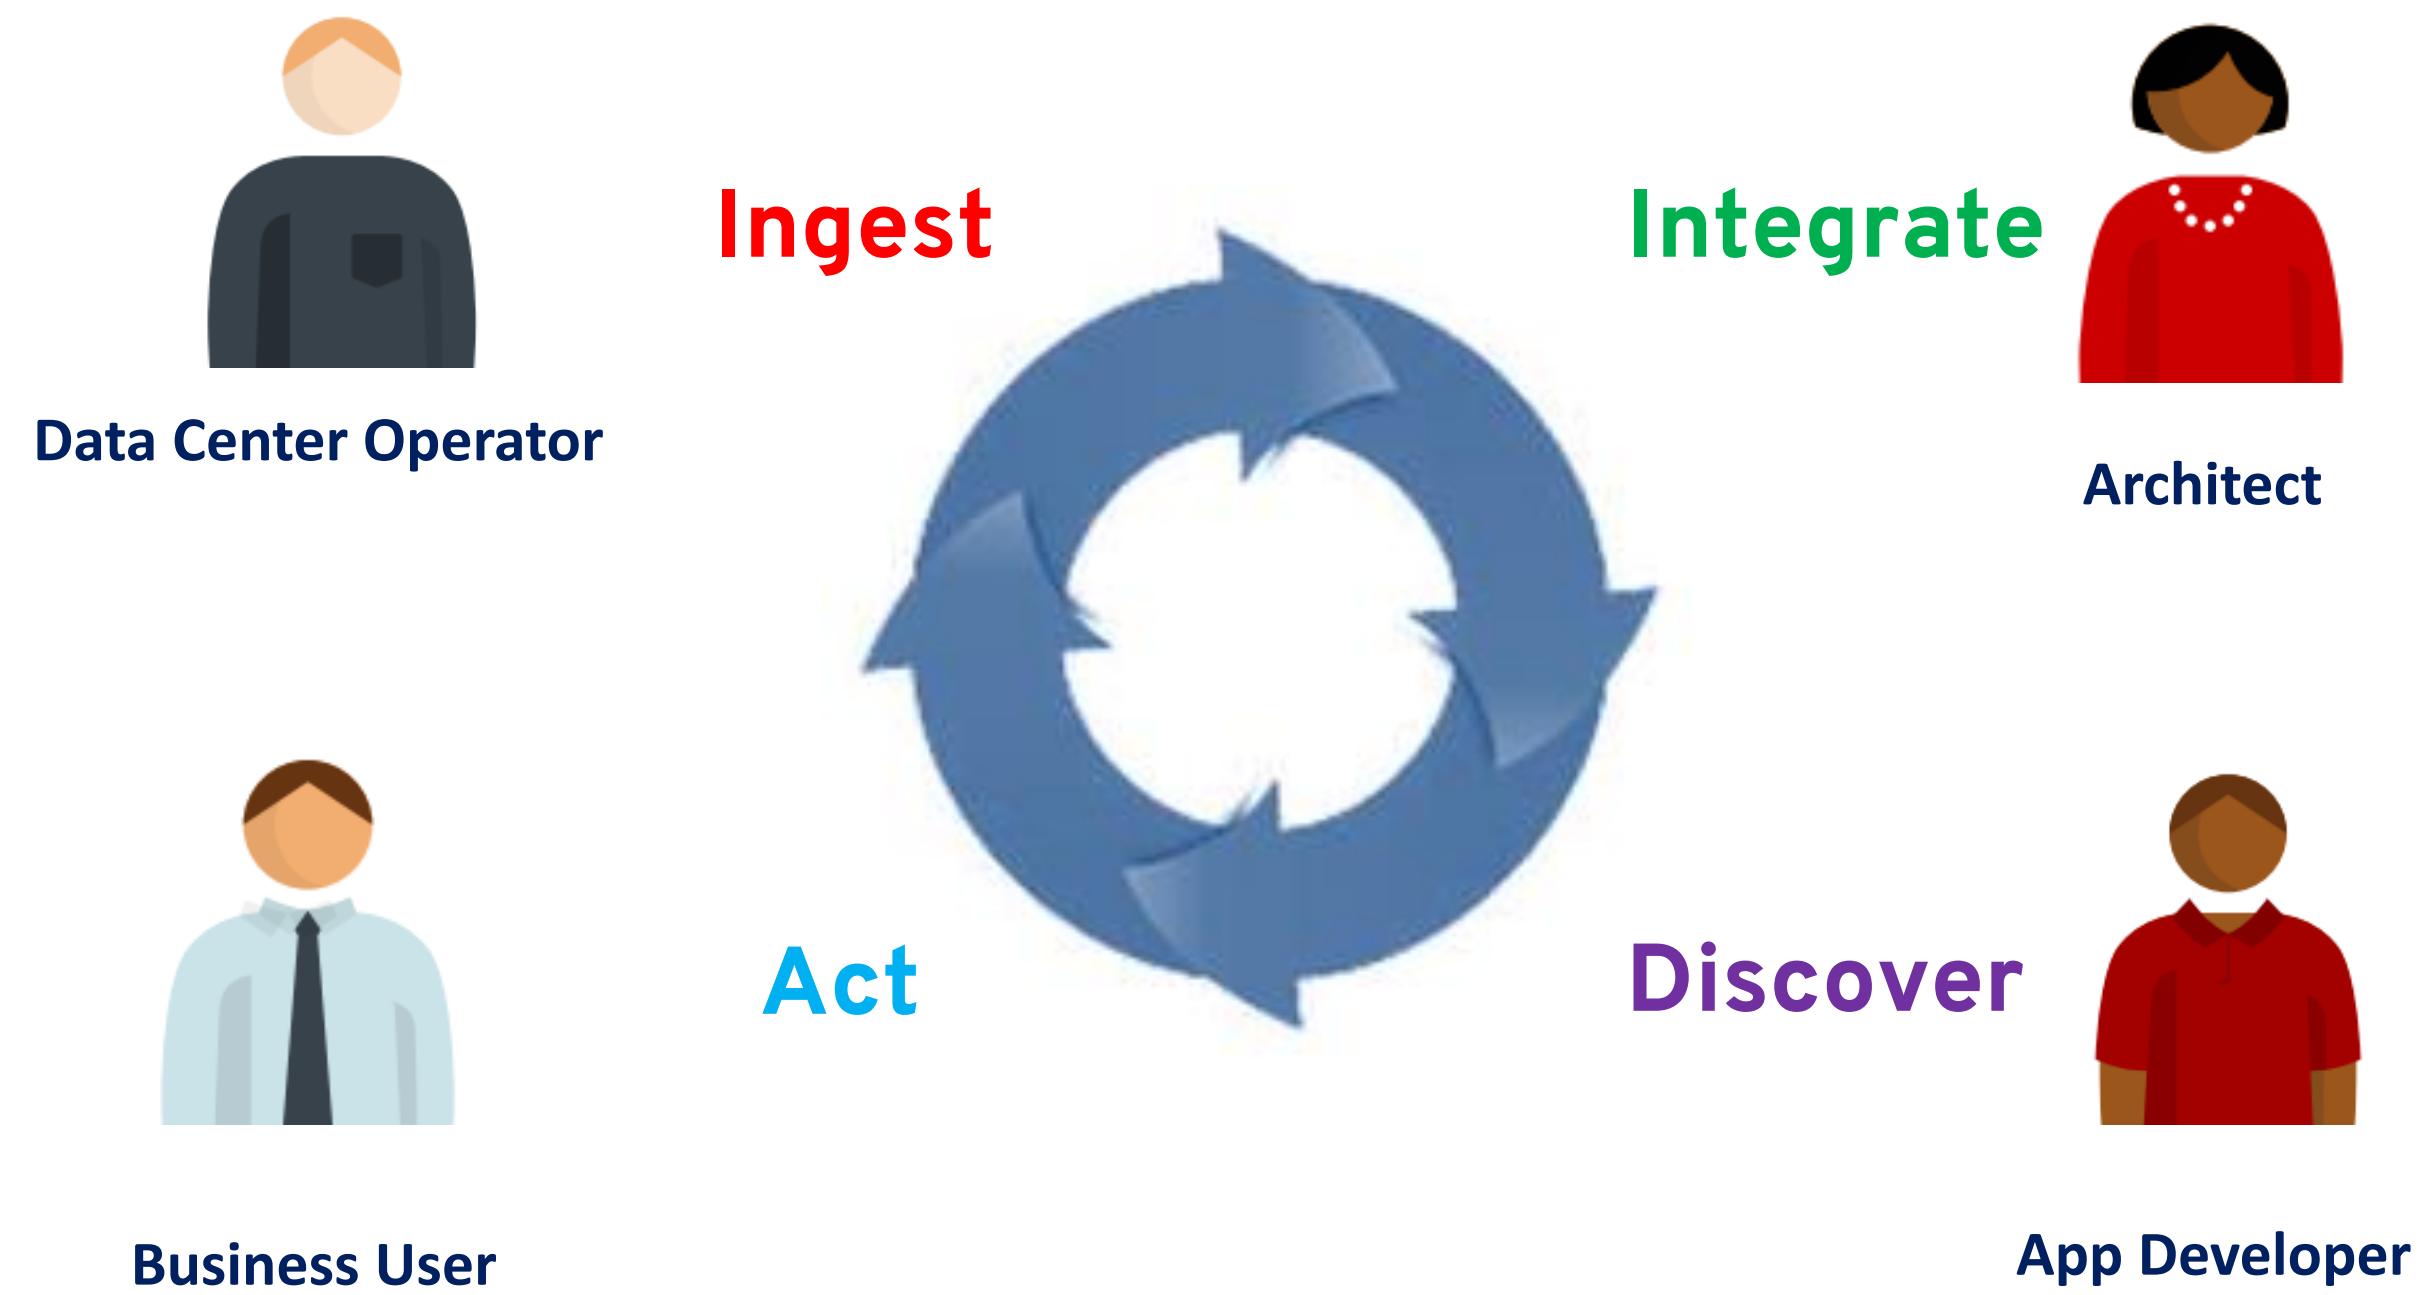 Ingest
Integrate
Data Center Operator
Architect
Act
Discover
Business User
App Developer